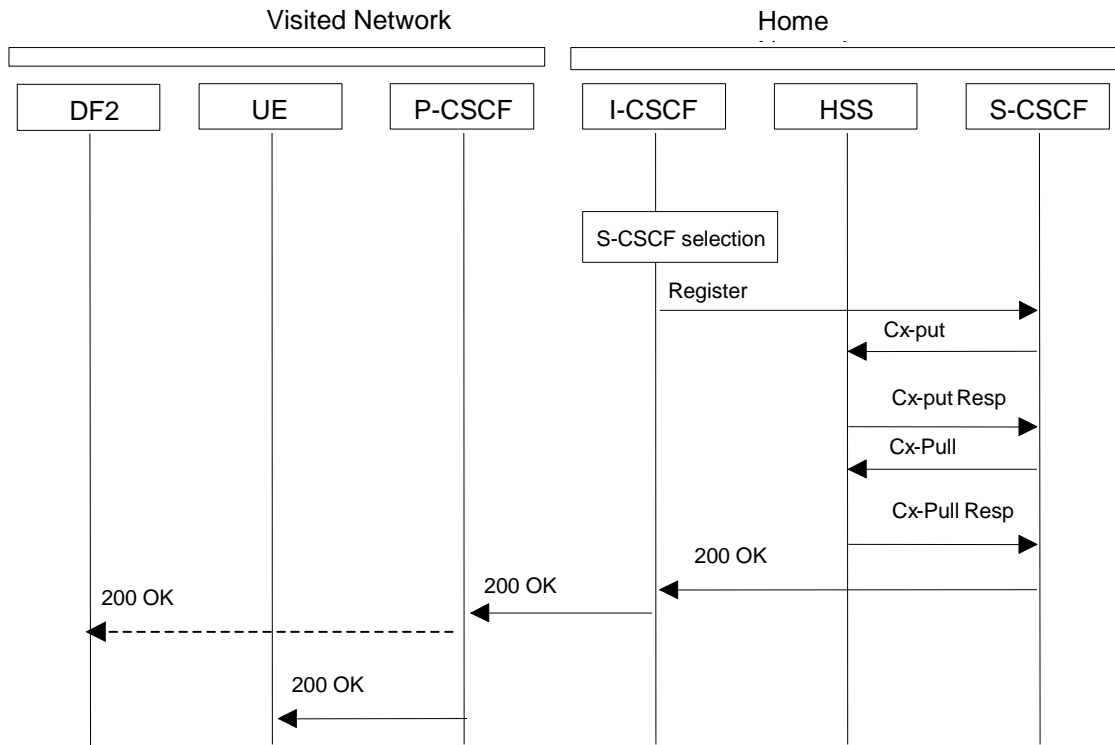 Visited Network
Home
DF2
UE
P-CSCF
I-CSCF
HSS
S-CSCF
S-CSCF selection
Register
Cx-put
Cx-put Resp
Cx-Pull
Cx-Pull Resp
200 OK
200 OK
200 OK
200 OK